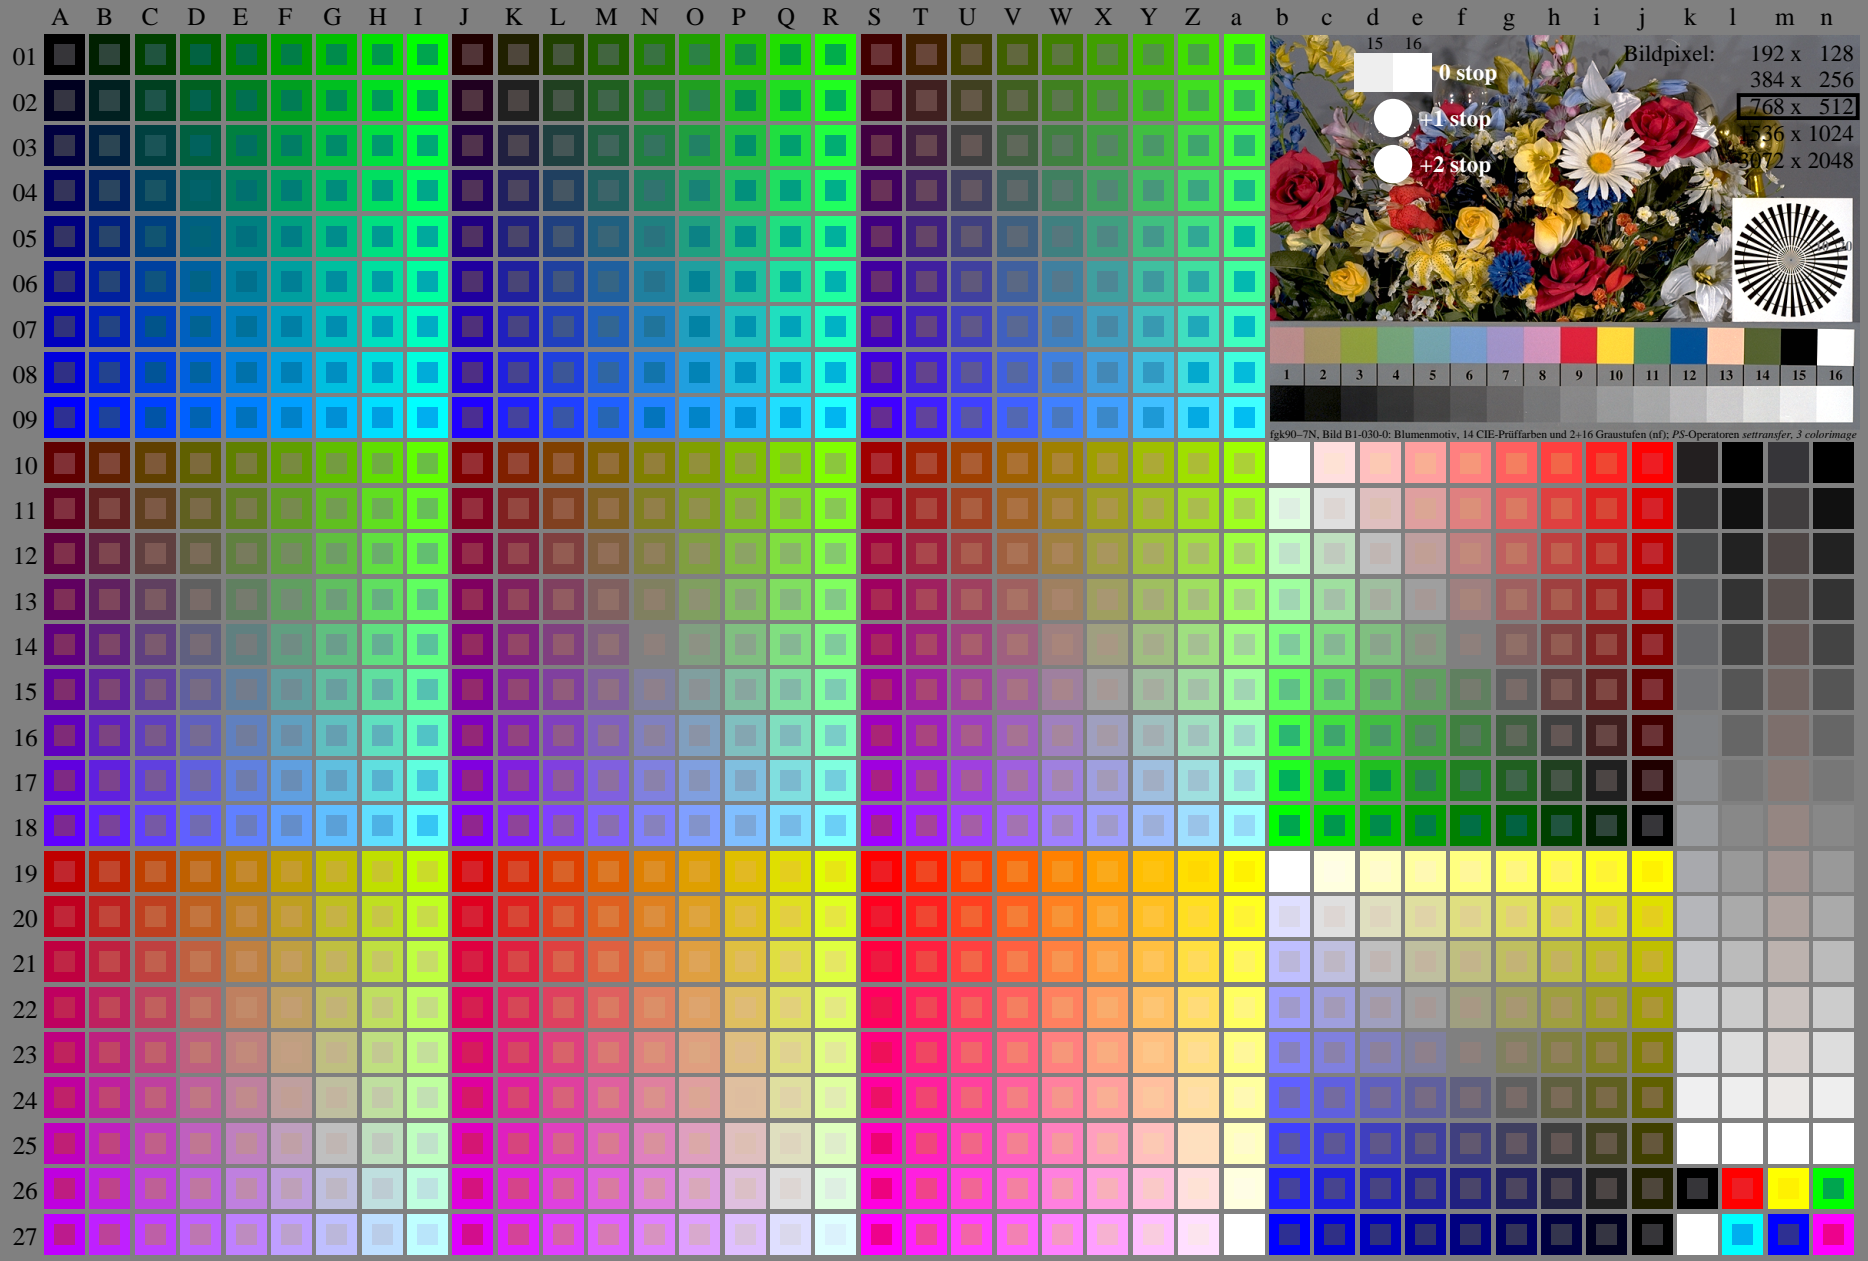 A B C D E F G H I J K L M N O P Q R S T U V W X Y Z a b c d e f g h i j k l m n
01
02
03
04
05
06
07
08
09
10
11
12
13
14
15
16
17
18
19
20
21
22
23
24
25
26
27
15 16
0 stop
+1 stop
+2 stop
Bildpixel: 192 x 128
384 x 256
768 x 512
1536 x 1024
3072 x 2048
1 2 3 4 5 6 7 8 9 10 11 12 13 14 15 16
fgk90-7N, Bild B1-030-0: Blumenmotiv, 14 CIE-Prüffarben und 2+16 Graustufen (nf); PS-Operatoren settransfer, 3 colorimage